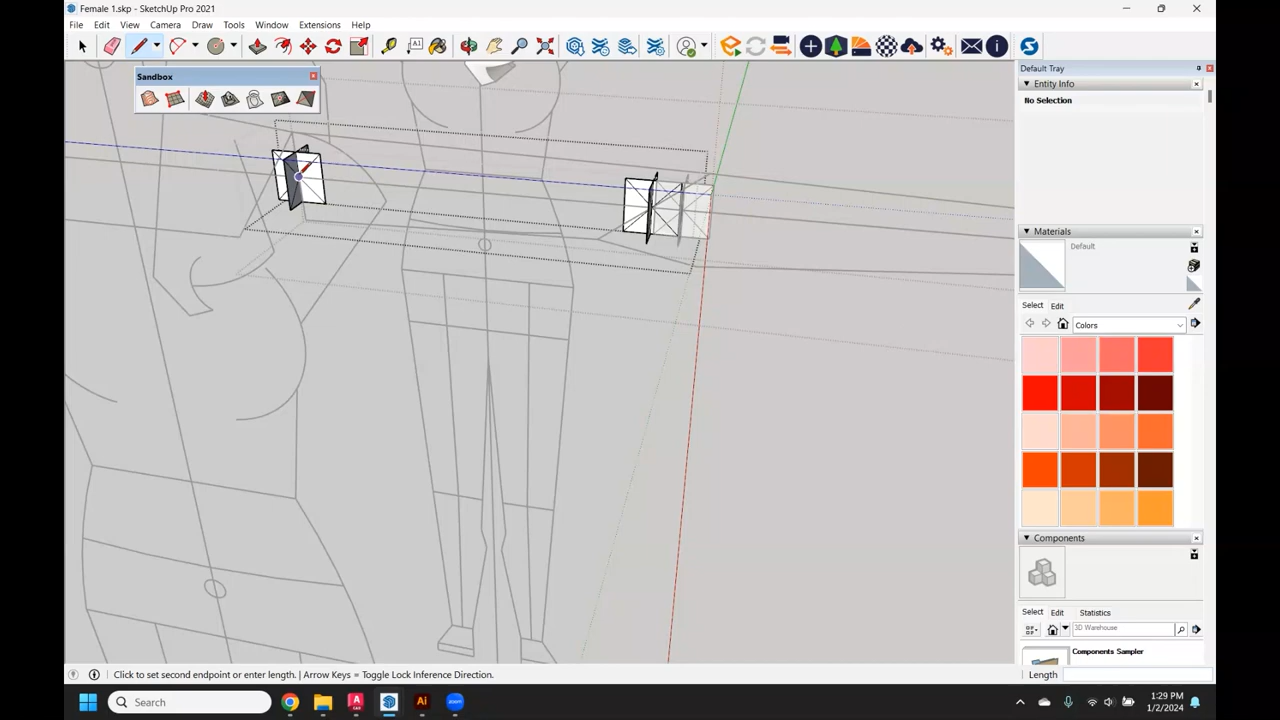 Female 1.skp - SketchUp Pro 2021
File Edit View Camera Draw Tools Window Extensions Help
Sandbox
Default Tray
Entity Info
No Selection
Materials
Default
Select Edit
Colors
Components
Select Edit Statistics
3D Warehouse
Components Sampler
Click to set second endpoint or enter length. | Arrow Keys = Toggle Lock Inference Direction.
Length
Search
1:29 PM
1/2/2024